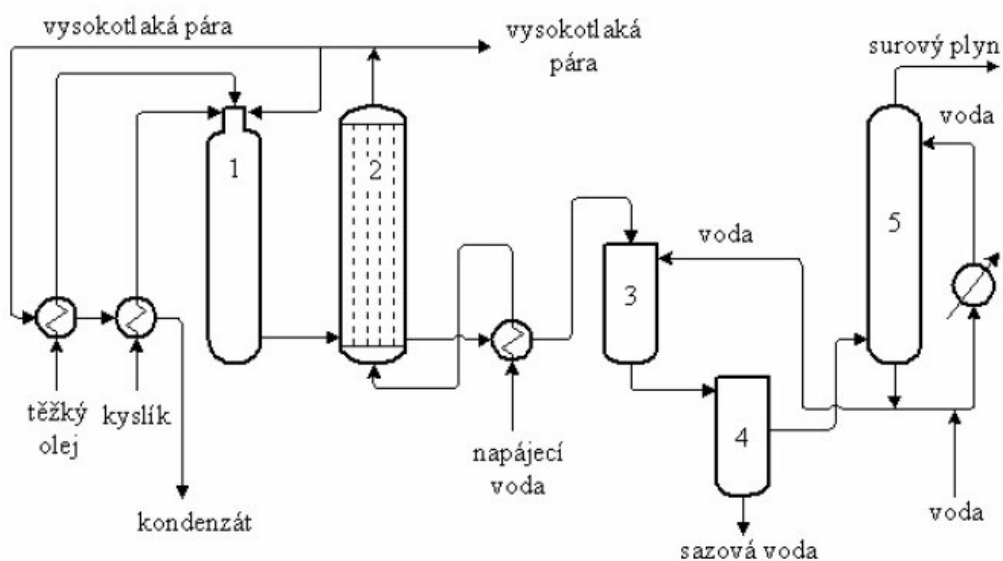 vysokotlaká pára
vysokotlaká
pára
surový plyn
voda
1
2
3
4
5
voda
těžký
olej
kyslík
napájecí
voda
kondenzát
sazová voda
voda